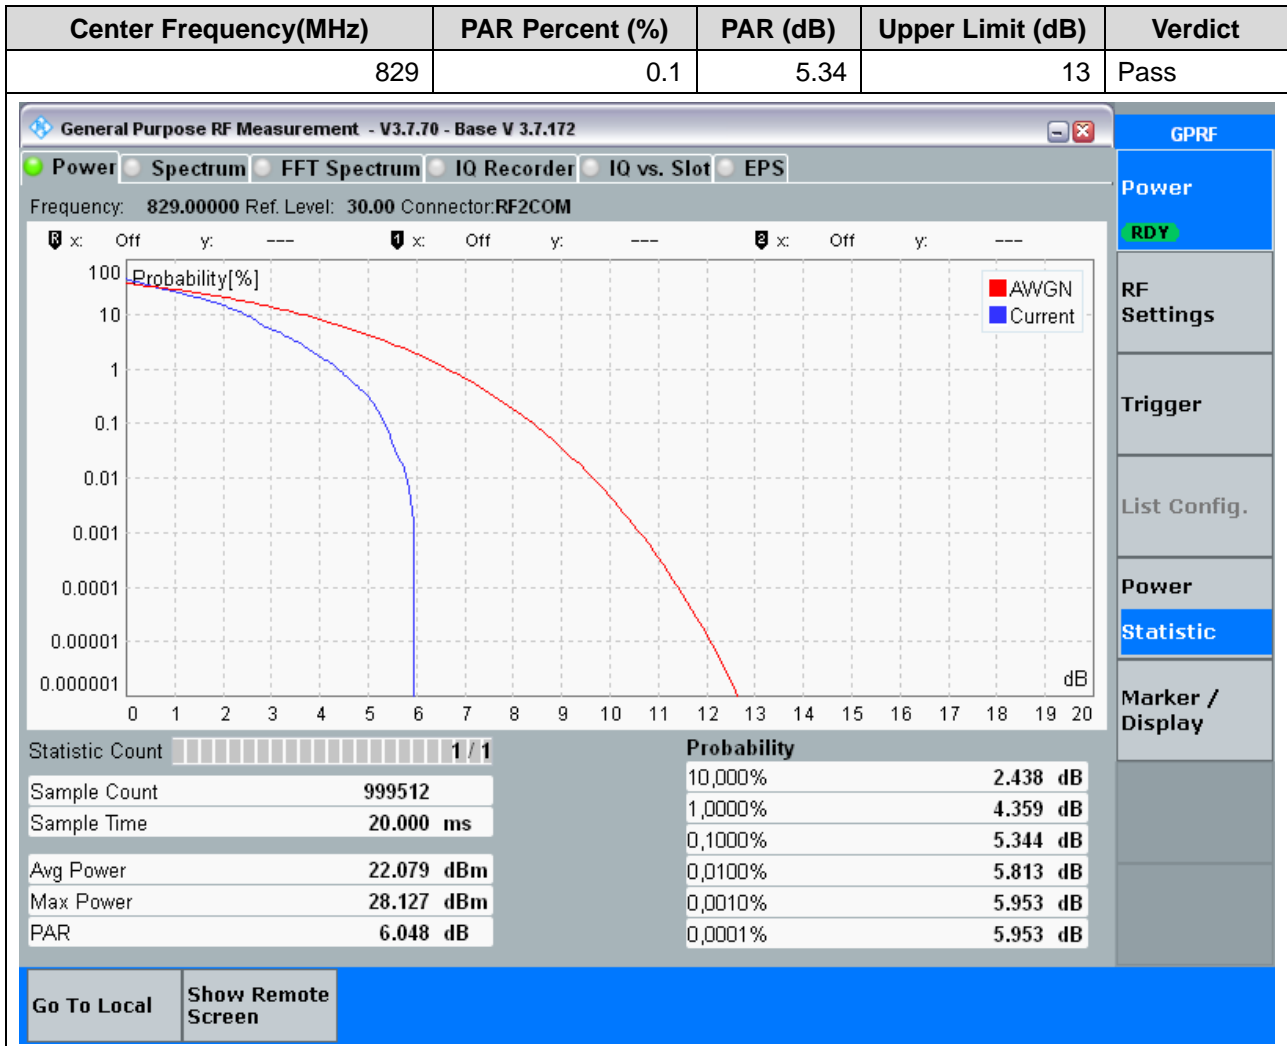 Center Frequency(MHz) PAR Percent (%) PAR (dB) Upper Limit (dB) Verdict
829 0.1 5.34 13 Pass
General Purpose RF Measurement - V3.7.70 - Base V 3.7.172
GPRF
Power Spectrum FFT Spectrum IQ Recorder IQ vs. Slot EPS
Power
RDY
Frequency: 829.00000 Ref. Level: 30.00 Connector:RF2COM
R x: Off y: --- 1 x: Off y: --- 2 x: Off y: ---
Probability[%]
AWGN
Current
100
10
1
0.1
0.01
0.001
0.0001
0.00001
0.000001
dB
0 1 2 3 4 5 6 7 8 9 10 11 12 13 14 15 16 17 18 19 20
RF
Settings
Trigger
List Config.
Power
Statistic
Marker /
Display
Statistic Count 1 / 1
Sample Count 999512
Sample Time 20.000 ms
Avg Power 22.079 dBm
Max Power 28.127 dBm
PAR 6.048 dB
Probability
10,000% 2.438 dB
1,0000% 4.359 dB
0,1000% 5.344 dB
0,0100% 5.813 dB
0,0010% 5.953 dB
0,0001% 5.953 dB
Go To Local
Show Remote
Screen